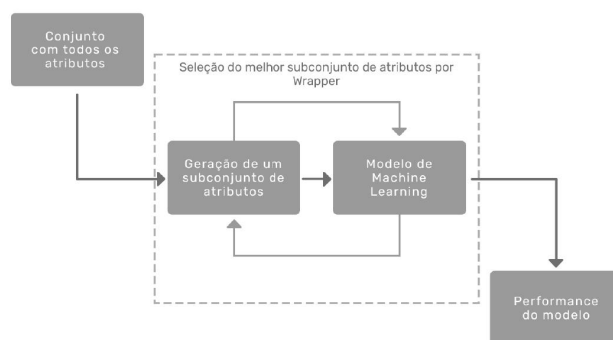 Conjunto
com todos os
atributos
Seleção do melhor subconjunto de atributos por
Wrapper
Geração de um
subconjunto de
atributos
Modelo de
Machine
Learning
Performance
do modelo